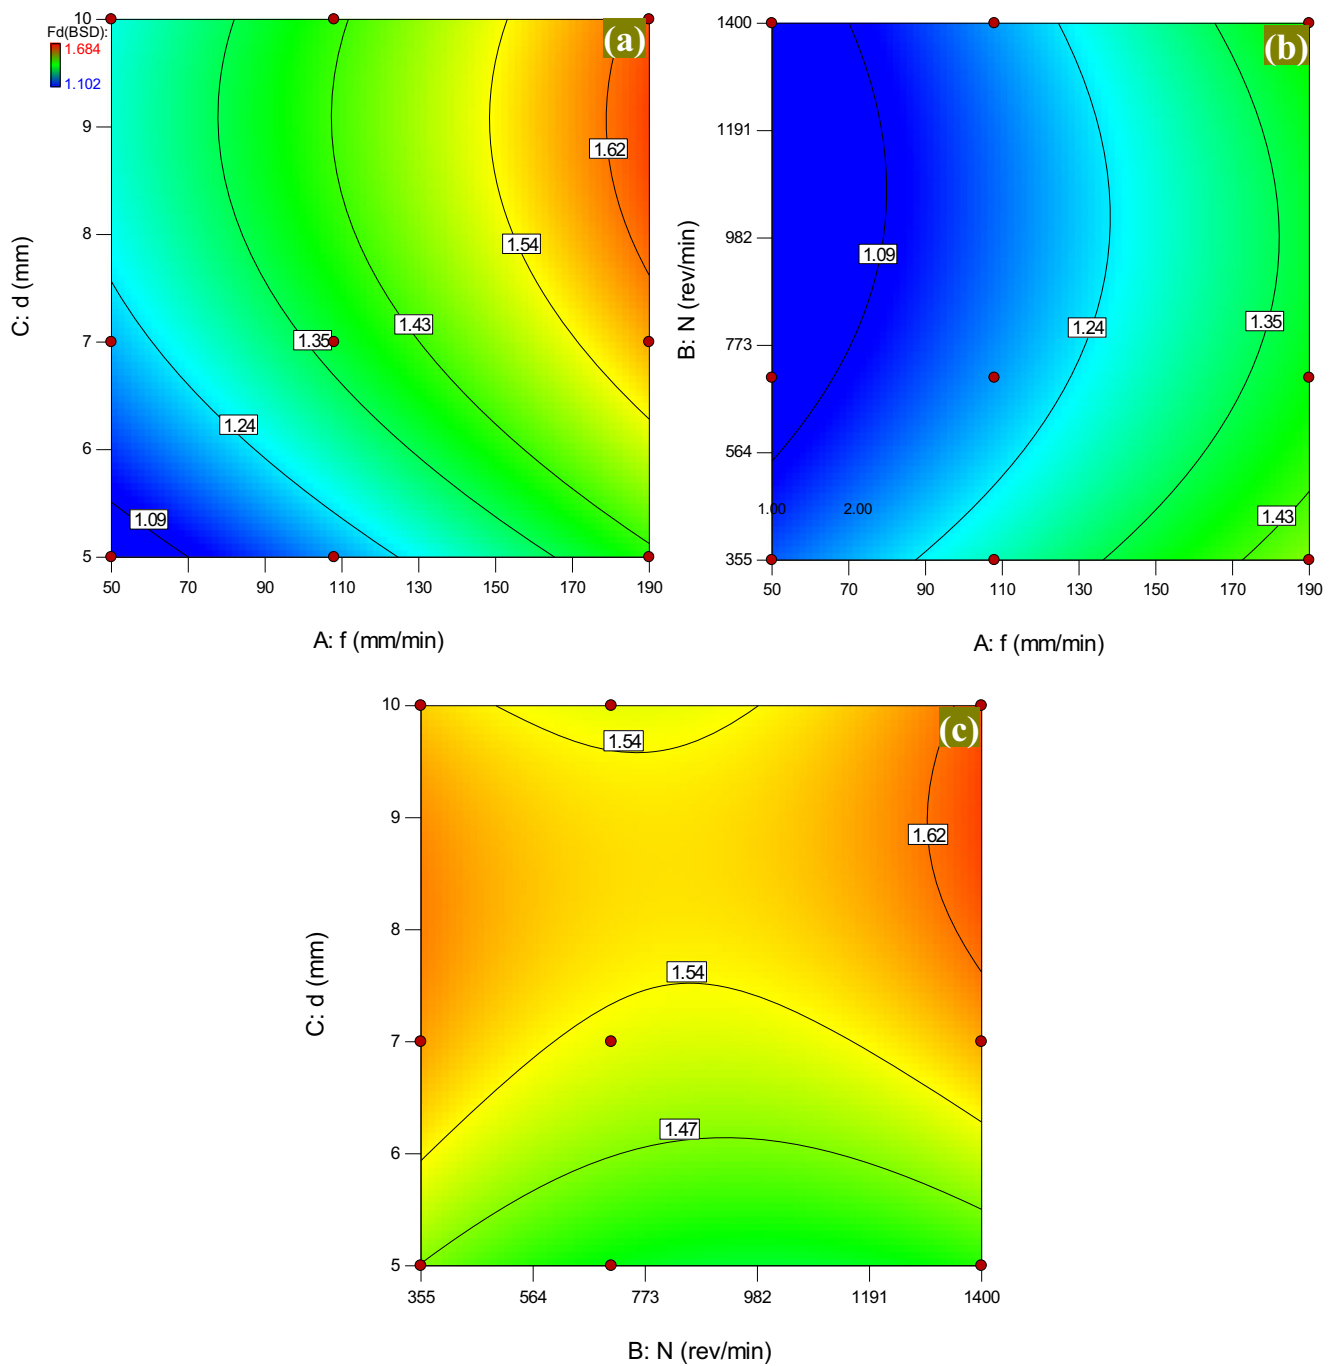 Fd(BSD):
1.684
1.102
(a)
10
9
8
7
6
5
C: d (mm)
1.62
1.54
1.43
1.35
1.24
1.09
50 70 90 110 130 150 170 190
A: f (mm/min)
(b)
1400
1191
982
773
564
355
B: N (rev/min)
1.09
1.24
1.35
1.00 2.00
1.43
50 70 90 110 130 150 170 190
A: f (mm/min)
(c)
10
9
8
7
6
5
C: d (mm)
1.54
1.62
1.54
1.47
355 564 773 982 1191 1400
B: N (rev/min)